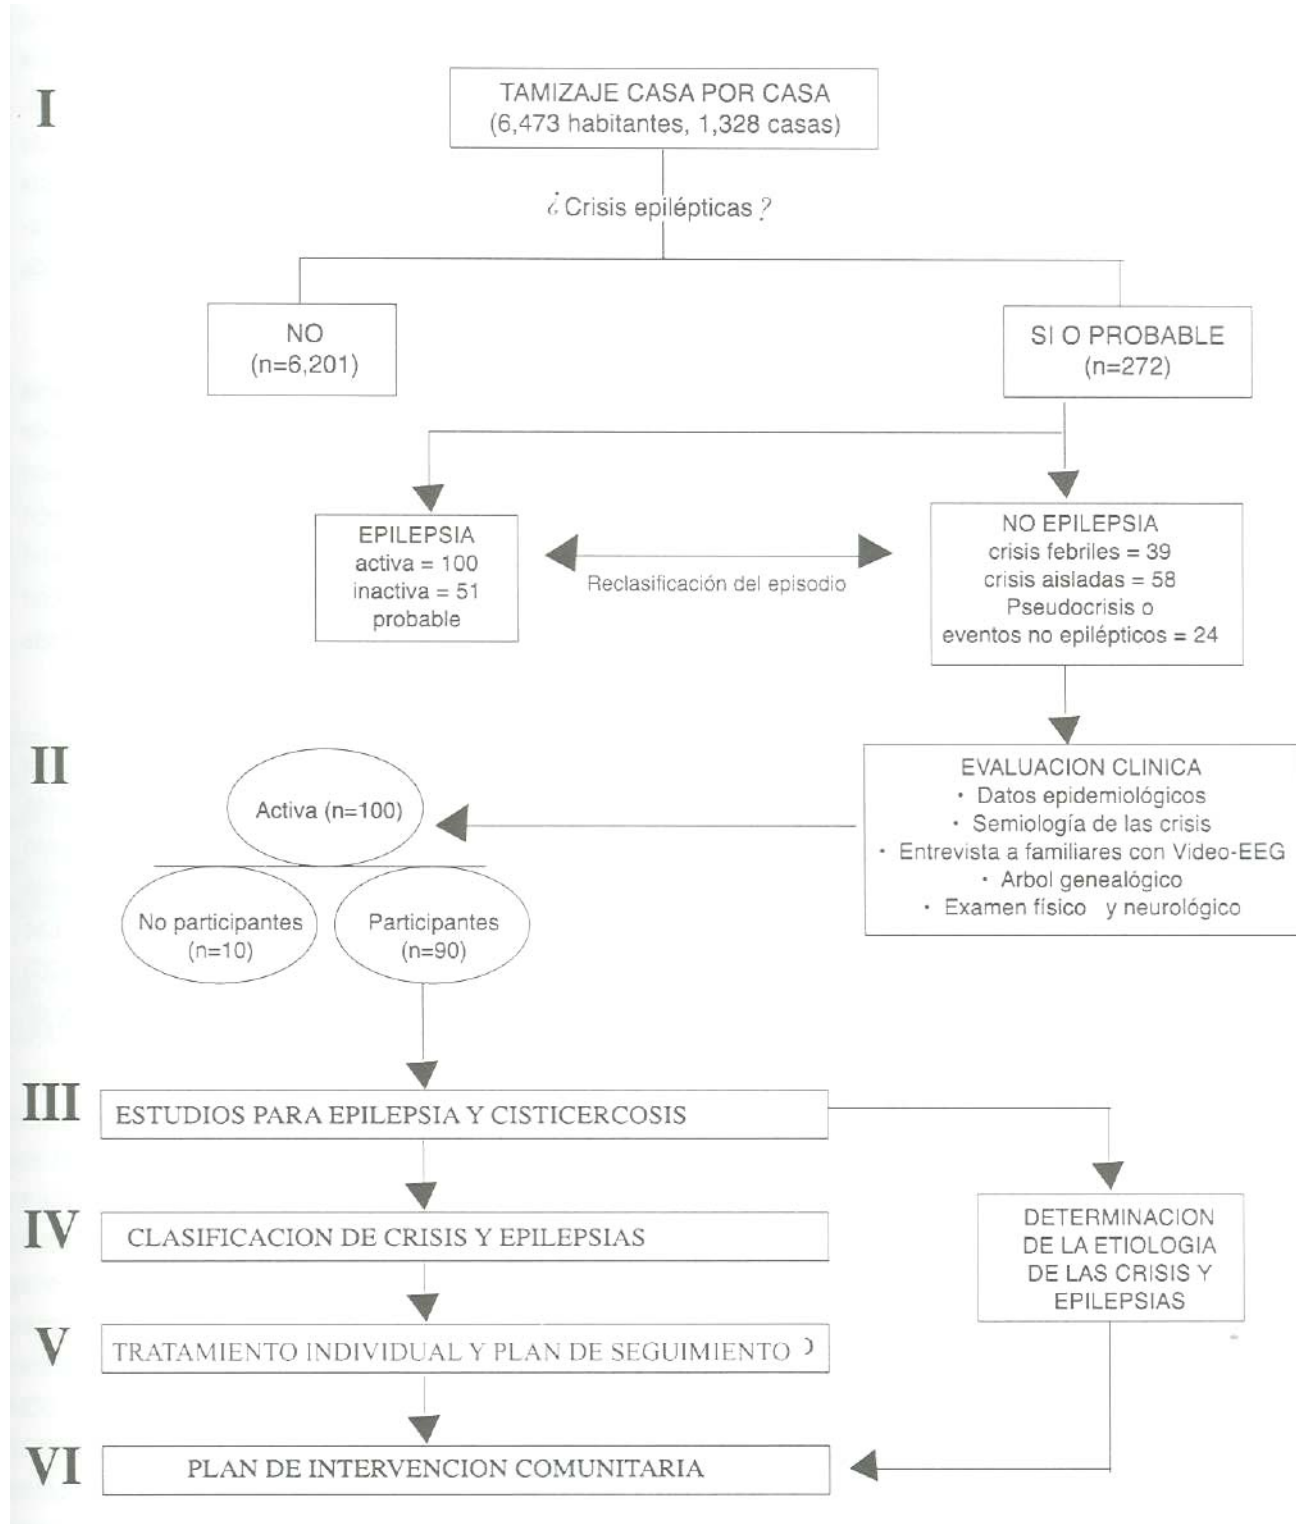 I
TAMIZAJE CASA POR CASA
(6,473 habitantes, 1,328 casas)
¿Crisis epilépticas?
NO
(n=6,201)
SI O PROBABLE
(n=272)
EPILEPSIA
activa = 100
inactiva = 51
probable
Reclasificación del episodio
NO EPILEPSIA
crisis febriles = 39
crisis aisladas = 58
Pseudocrisis o
eventos no epilépticos = 24
II
Activa (n=100)
No participantes
(n=10)
Participantes
(n=90)
EVALUACION CLINICA
• Datos epidemiológicos
• Semiología de las crisis
• Entrevista a familiares con Video-EEG
• Arbol genealógico
• Examen físico y neurológico
III
ESTUDIOS PARA EPILEPSIA Y CISTICERCOSIS
IV
CLASIFICACION DE CRISIS Y EPILEPSIAS
DETERMINACION
DE LA ETIOLOGIA
DE LAS CRISIS Y
EPILEPSIAS
V
TRATAMIENTO INDIVIDUAL Y PLAN DE SEGUIMIENTO )
VI
PLAN DE INTERVENCION COMUNITARIA